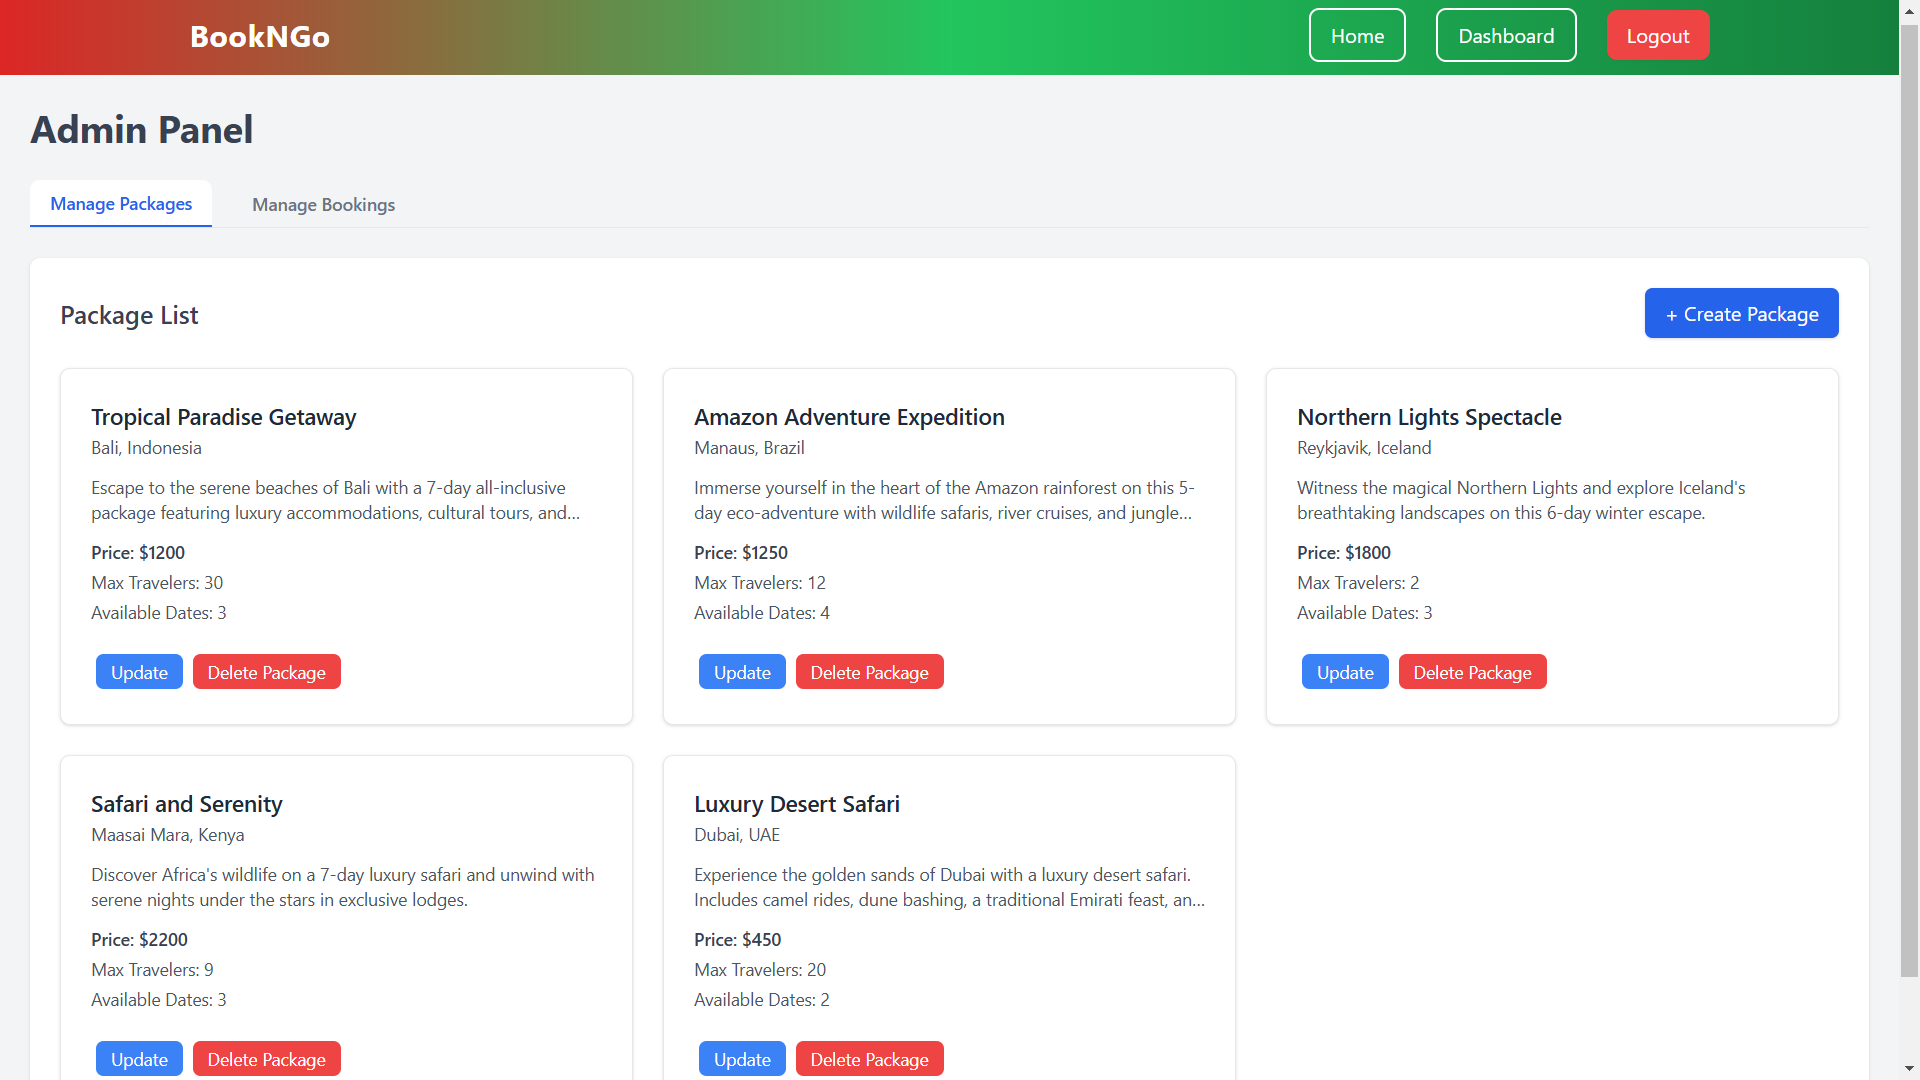 BookNGo
Home
Dashboard
Logout
Admin Panel
Manage Packages
Manage Bookings
Package List
+ Create Package
Tropical Paradise Getaway
Bali, Indonesia
Escape to the serene beaches of Bali with a 7-day all-inclusive
package featuring luxury accommodations, cultural tours, and...
Price: $1200
Max Travelers: 30
Available Dates: 3
Update
Delete Package
Amazon Adventure Expedition
Manaus, Brazil
Immerse yourself in the heart of the Amazon rainforest on this 5-
day eco-adventure with wildlife safaris, river cruises, and jungle...
Price: $1250
Max Travelers: 12
Available Dates: 4
Update
Delete Package
Northern Lights Spectacle
Reykjavik, Iceland
Witness the magical Northern Lights and explore Iceland's
breathtaking landscapes on this 6-day winter escape.
Price: $1800
Max Travelers: 2
Available Dates: 3
Update
Delete Package
Safari and Serenity
Maasai Mara, Kenya
Discover Africa's wildlife on a 7-day luxury safari and unwind with
serene nights under the stars in exclusive lodges.
Price: $2200
Max Travelers: 9
Available Dates: 3
Update
Delete Package
Luxury Desert Safari
Dubai, UAE
Experience the golden sands of Dubai with a luxury desert safari.
Includes camel rides, dune bashing, a traditional Emirati feast, an...
Price: $450
Max Travelers: 20
Available Dates: 2
Update
Delete Package